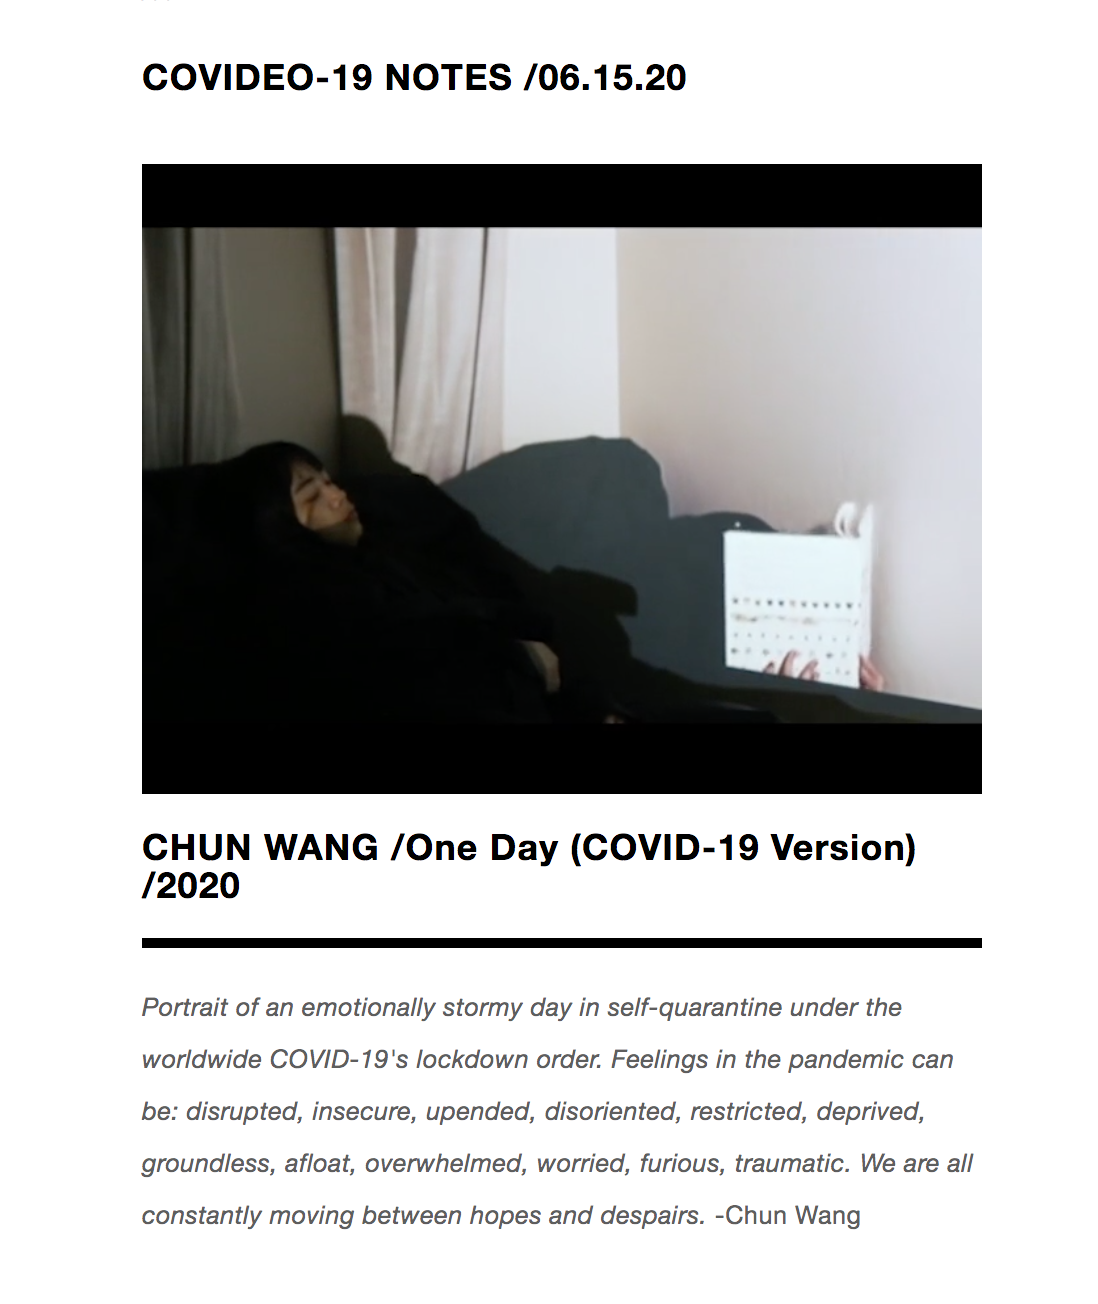 COVIDEO-19 NOTES /06.15.20
CHUN WANG /One Day (COVID-19 Version)
/2020
Portrait of an emotionally stormy day in self-quarantine under the
worldwide COVID-19's lockdown order. Feelings in the pandemic can
be: disrupted, insecure, upended, disoriented, restricted, deprived,
groundless, afloat, overwhelmed, worried, furious, traumatic. We are all
constantly moving between hopes and despairs. -Chun Wang